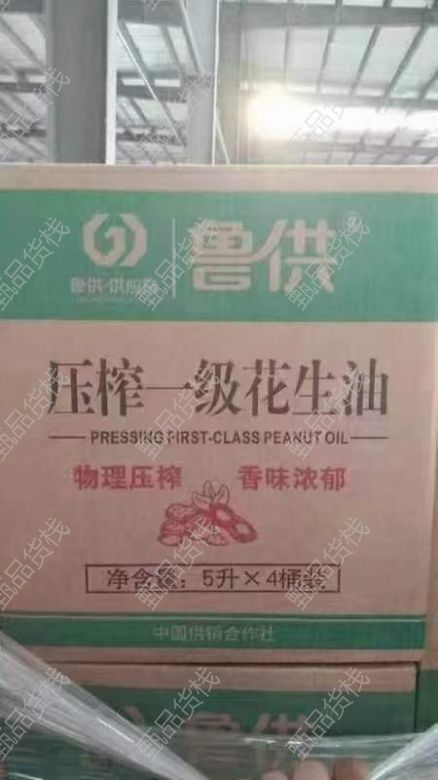 鲁供®
鲁供·供应链
压榨一级花生油
PRESSING FIRST-CLASS PEANUT OIL
物理压榨 香味浓郁
净含量：5升×4桶装
中国供销合作社
鲁供
甄品货栈